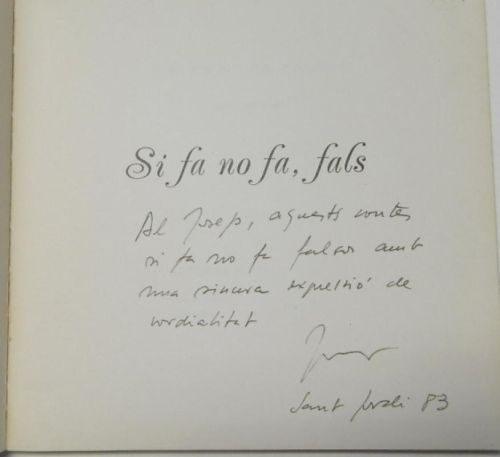 Si fa no fa, fals
Al Josep, aquests contes
si fa no fa falsos amb
una sincera expressió de
cordialitat
Sant Jordi 83